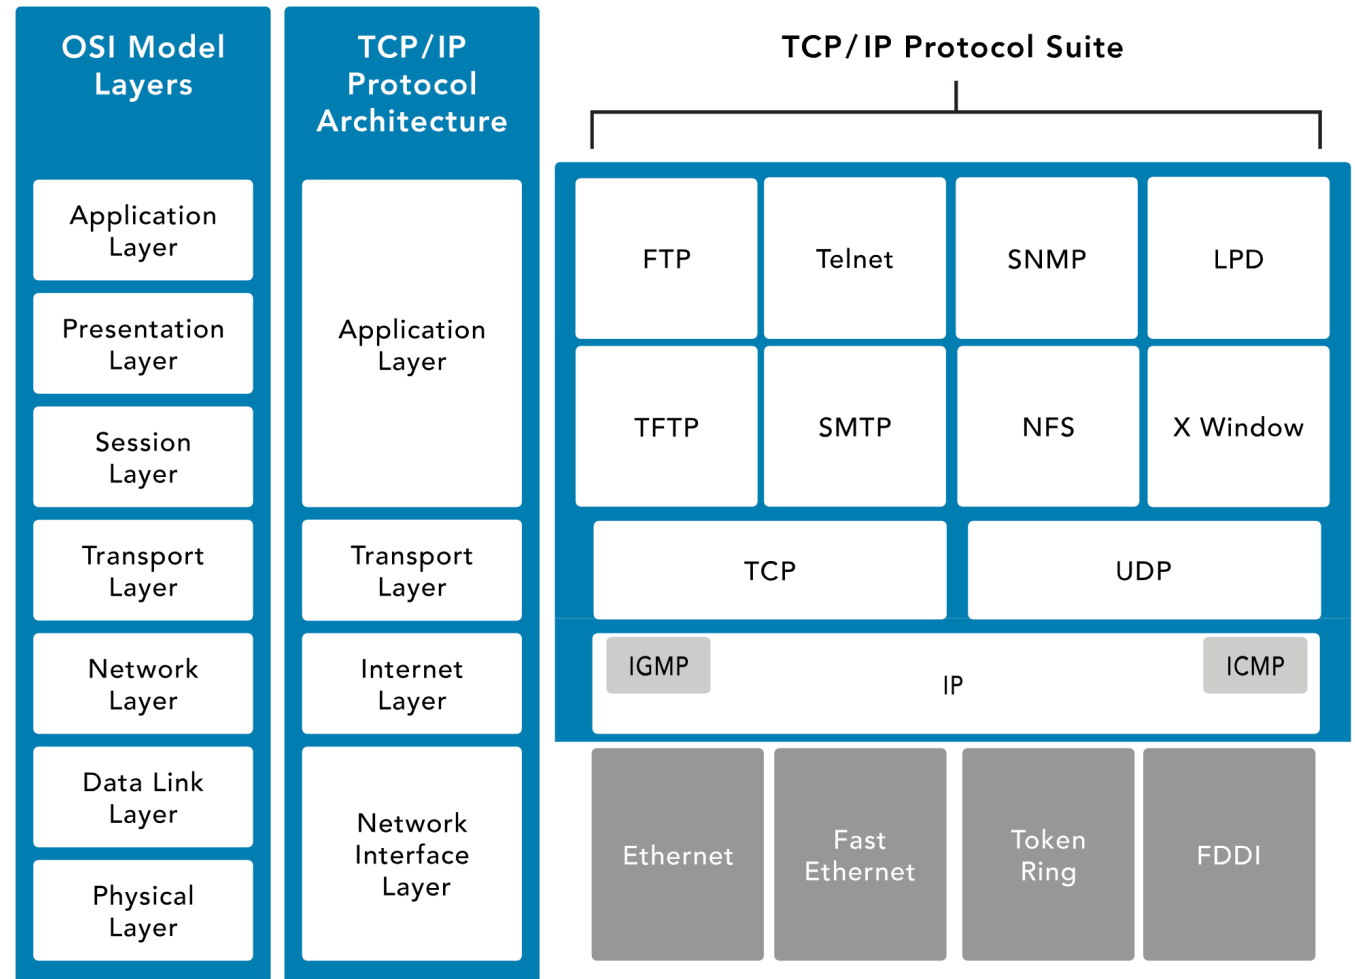 OSI Model
Layers
TCP/IP
Protocol
Architecture
TCP/IP Protocol Suite
Application
Layer
Presentation
Layer
Session
Layer
Transport
Layer
Network
Layer
Data Link
Layer
Physical
Layer
Application
Layer
Transport
Layer
Internet
Layer
Network
Interface
Layer
FTP
Telnet
SNMP
LPD
TFTP
SMTP
NFS
X Window
TCP
UDP
IGMP
IP
ICMP
Ethernet
Fast
Ethernet
Token
Ring
FDDI